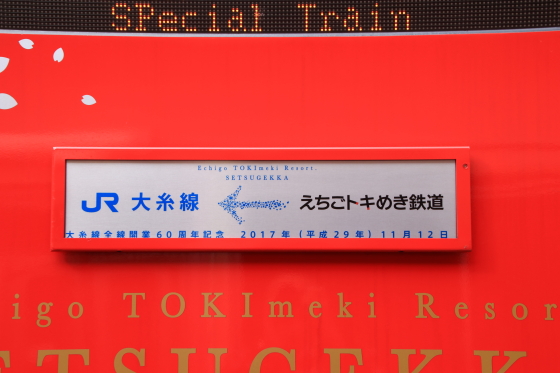 SPecial Train
Echigo TOKImeki Resort.
SETSUGEKKA
JR 大糸線 えちごトキめき鉄道
大糸線全線開業60周年記念 2017年（平成29年）11月12日
higo TOKImeki Resor
ETSUGEKK